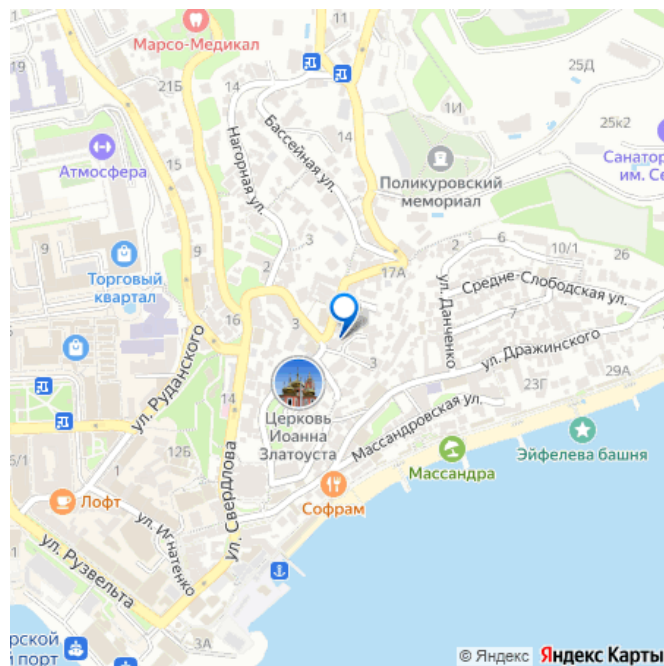 Марсо-Медикал
19
21Б
14
14
25Д
1И
Нагорная ул.
Бассейная ул.
14
25к2
15
Атмосфера
Поликуровский
мемориал
Санатор
им. Се
9
3
2
2
6
10/1
26
17А
Торговый
квартал
Средне-Слободская ул.
ул. Данченко
7
16
3
3
ул. Руданского
ул. Дражинского
23Г
29А
Церковь
Иоанна
Златоуста
Массандровская ул.
Эйфелева башня
12Б
5/1
1
Массандра
Лофт
ул. Свердлова
Софрам
ул. Игнатенко
ул. Рузвельта
3А
рской
й порт
© Яндекс Яндекс Карты